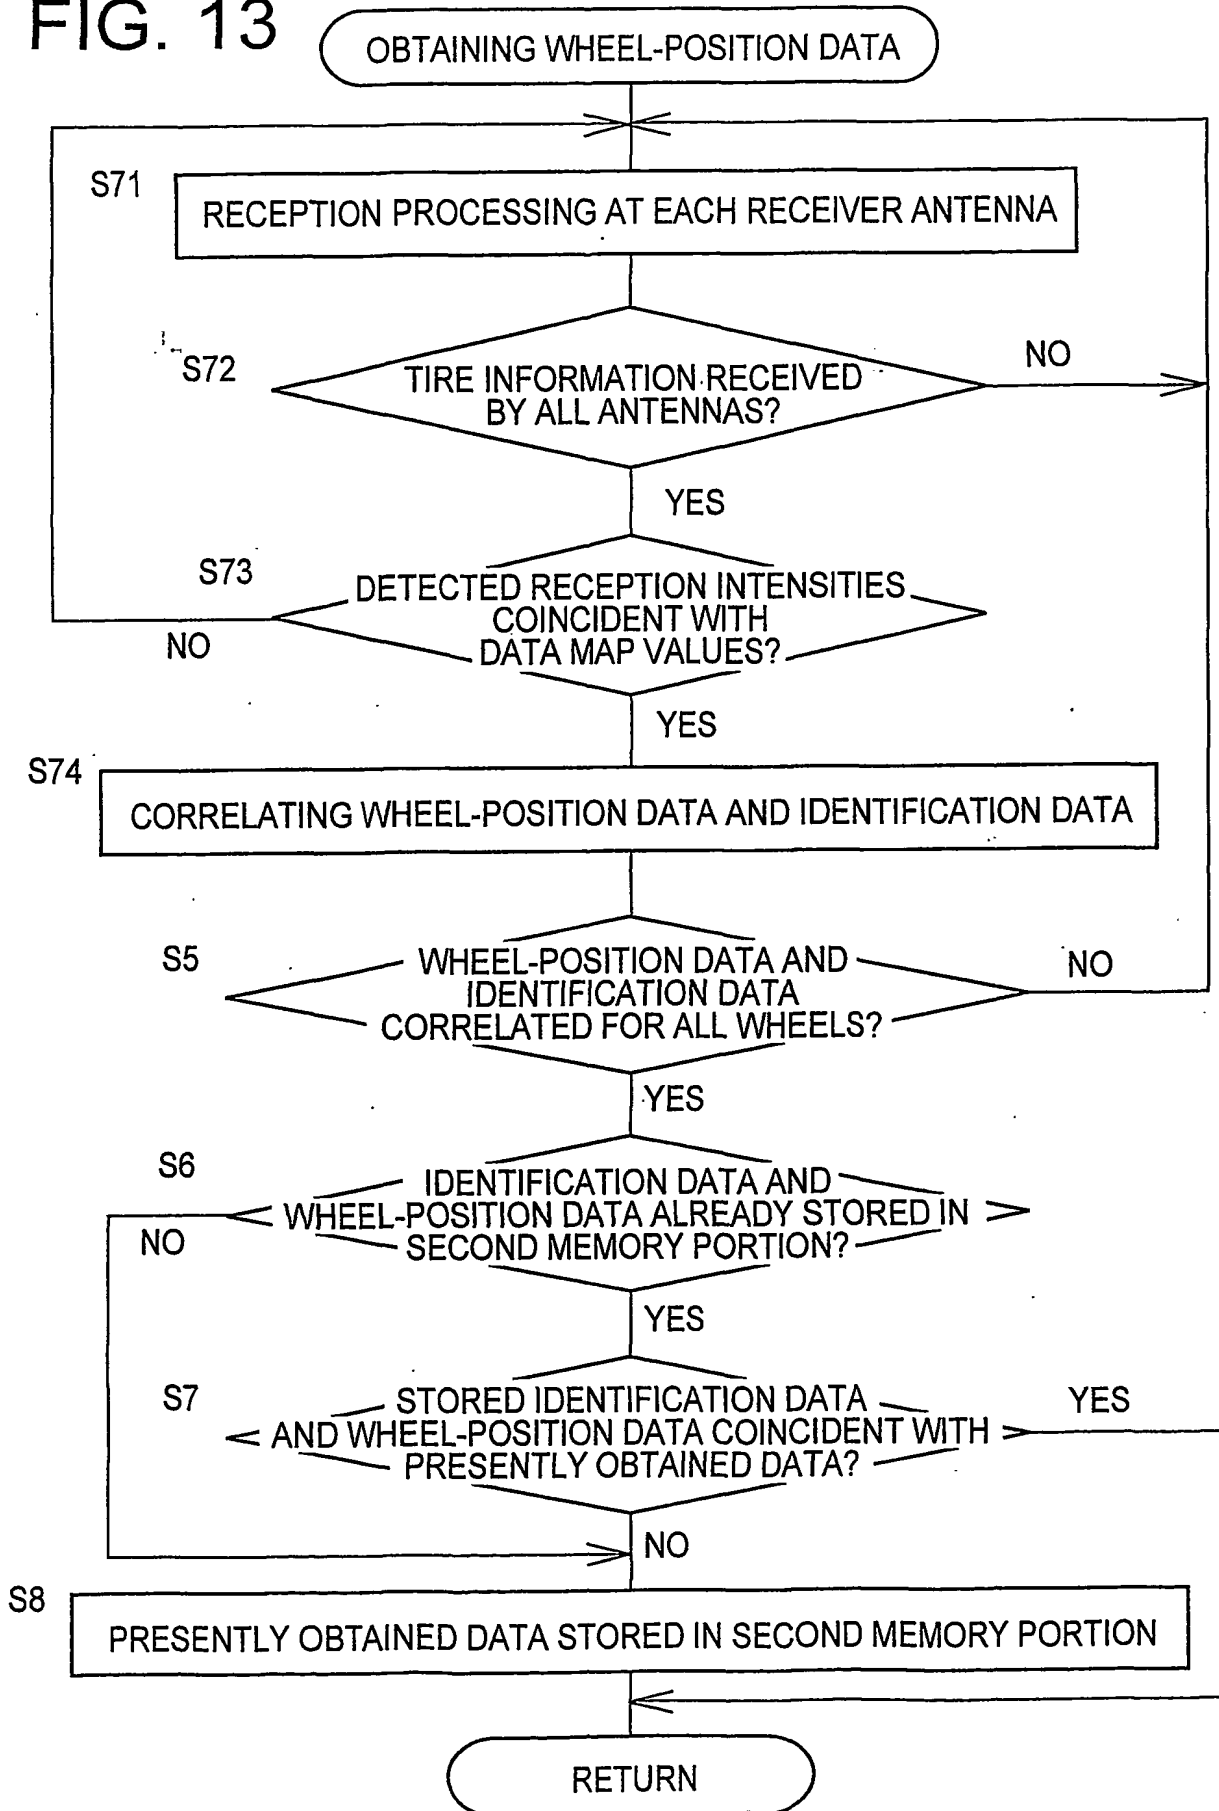 FIG. 13
OBTAINING WHEEL-POSITION DATA
S71
RECEPTION PROCESSING AT EACH RECEIVER ANTENNA
S72
TIRE INFORMATION RECEIVED
BY ALL ANTENNAS?
NO
YES
S73
DETECTED RECEPTION INTENSITIES
COINCIDENT WITH
DATA MAP VALUES?
NO
YES
S74
CORRELATING WHEEL-POSITION DATA AND IDENTIFICATION DATA
S5
WHEEL-POSITION DATA AND
IDENTIFICATION DATA
CORRELATED FOR ALL WHEELS?
NO
YES
S6
IDENTIFICATION DATA AND
WHEEL-POSITION DATA ALREADY STORED IN
SECOND MEMORY PORTION?
NO
YES
S7
STORED IDENTIFICATION DATA
AND WHEEL-POSITION DATA COINCIDENT WITH
PRESENTLY OBTAINED DATA?
YES
NO
S8
PRESENTLY OBTAINED DATA STORED IN SECOND MEMORY PORTION
RETURN